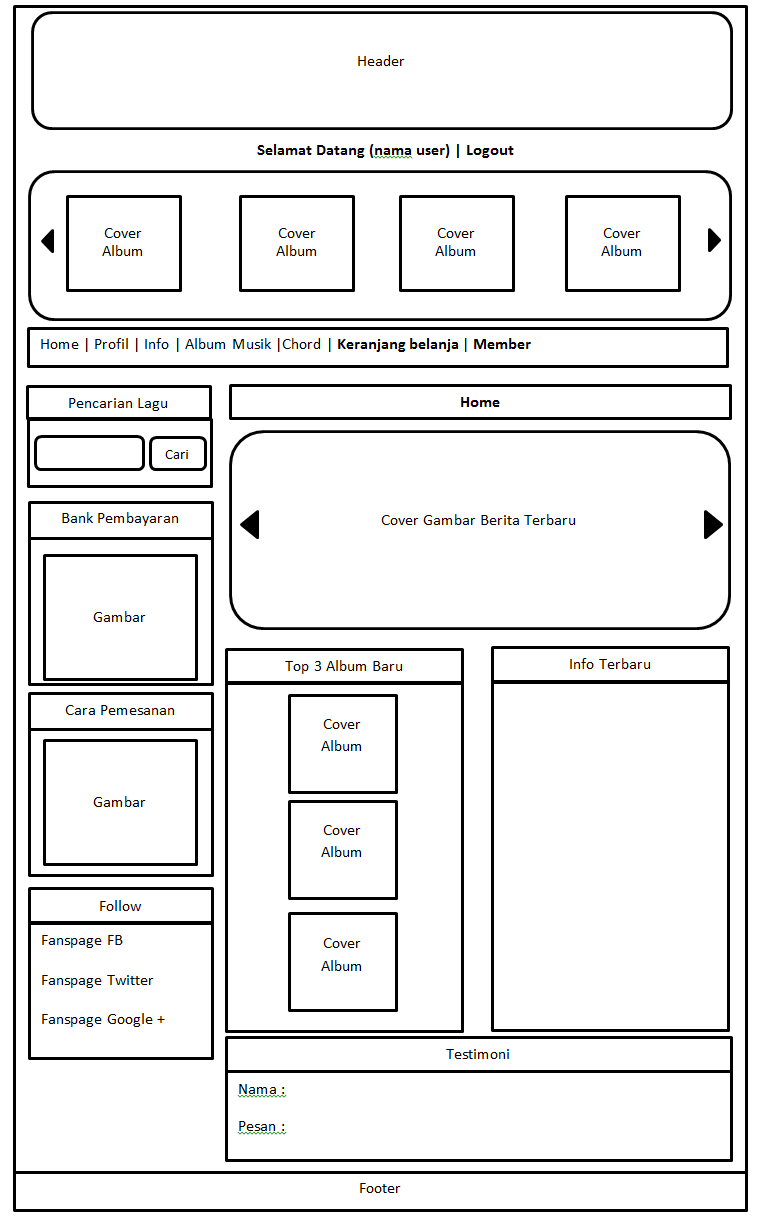 Header
Selamat Datang (nama user) | Logout
Cover
Album
Cover
Album
Cover
Album
Cover
Album
Home | Profil | Info | Album Musik |Chord | Keranjang belanja | Member
Pencarian Lagu
Cari
Bank Pembayaran
Gambar
Cara Pemesanan
Gambar
Follow
Fanspage FB
Fanspage Twitter
Fanspage Google +
Home
Cover Gambar Berita Terbaru
Top 3 Album Baru
Cover
Album
Cover
Album
Cover
Album
Info Terbaru
Testimoni
Nama :
Pesan :
Footer